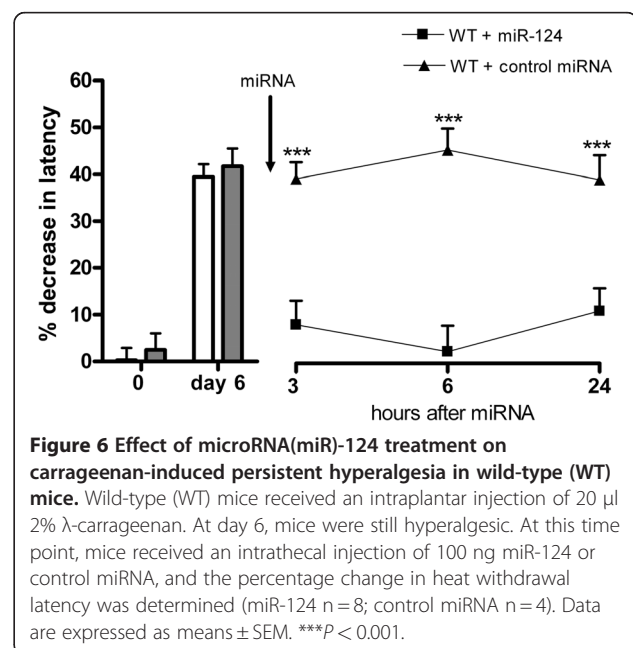 WT + miR-124
WT + control miRNA
% decrease in latency
60
50
40
30
20
10
0
miRNA
***
***
***
0
day 6
3
6
24
hours after miRNA
Figure 6 Effect of microRNA(miR)-124 treatment on
carrageenan-induced persistent hyperalgesia in wild-type (WT)
mice. Wild-type (WT) mice received an intraplantar injection of 20 μl
2% λ-carrageenan. At day 6, mice were still hyperalgesic. At this time
point, mice received an intrathecal injection of 100 ng miR-124 or
control miRNA, and the percentage change in heat withdrawal
latency was determined (miR-124 n = 8; control miRNA n = 4). Data
are expressed as means ± SEM. ***P < 0.001.